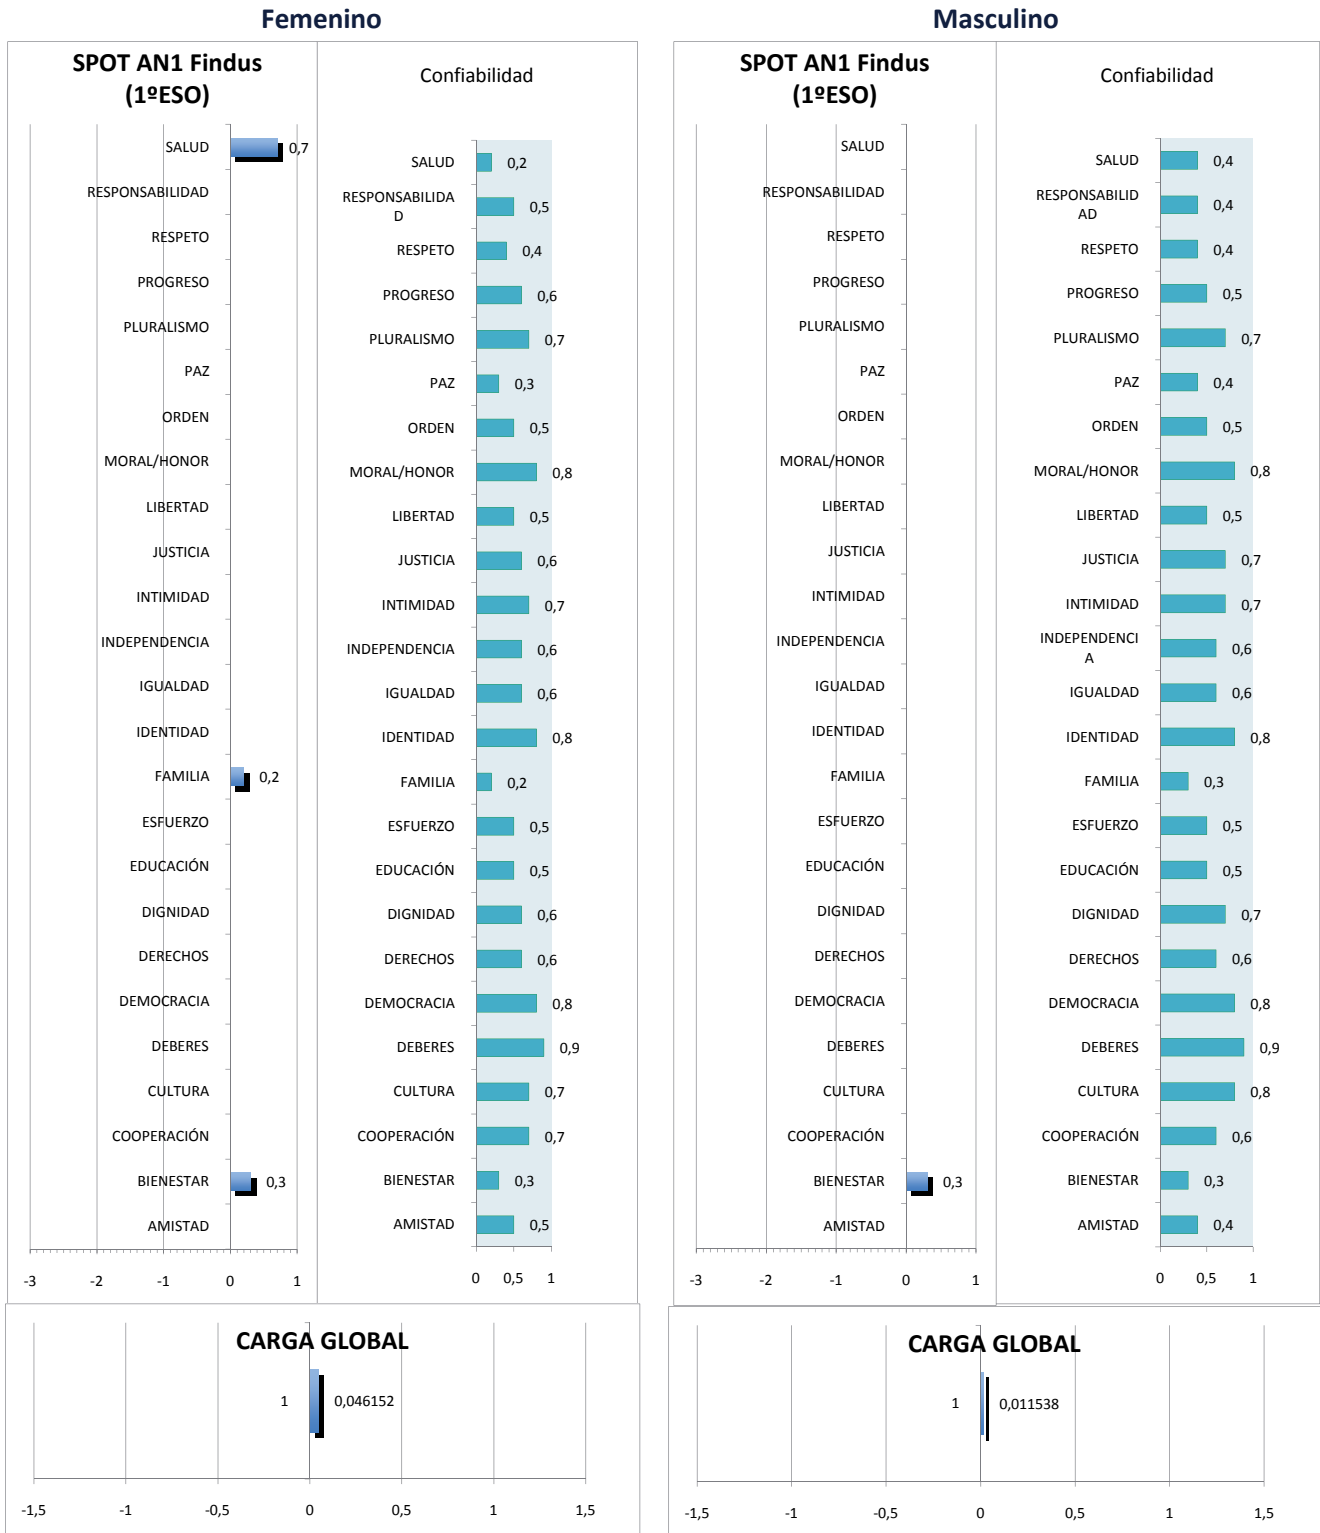 Femenino
Masculino
SPOT AN1 Findus
(1ºESO)
SALUD 0,7
RESPONSABILIDAD
RESPETO
PROGRESO
PLURALISMO
PAZ
ORDEN
MORAL/HONOR
LIBERTAD
JUSTICIA
INTIMIDAD
INDEPENDENCIA
IGUALDAD
IDENTIDAD
FAMILIA 0,2
ESFUERZO
EDUCACIÓN
DIGNIDAD
DERECHOS
DEMOCRACIA
DEBERES
CULTURA
COOPERACIÓN
BIENESTAR 0,3
AMISTAD
-3 -2 -1 0 1
Confiabilidad
SALUD 0,2
RESPONSABILIDA
D 0,5
RESPETO 0,4
PROGRESO 0,6
PLURALISMO 0,7
PAZ 0,3
ORDEN 0,5
MORAL/HONOR 0,8
LIBERTAD 0,5
JUSTICIA 0,6
INTIMIDAD 0,7
INDEPENDENCIA 0,6
IGUALDAD 0,6
IDENTIDAD 0,8
FAMILIA 0,2
ESFUERZO 0,5
EDUCACIÓN 0,5
DIGNIDAD 0,6
DERECHOS 0,6
DEMOCRACIA 0,8
DEBERES 0,9
CULTURA 0,7
COOPERACIÓN 0,7
BIENESTAR 0,3
AMISTAD 0,5
0 0,5 1
SPOT AN1 Findus
(1ºESO)
SALUD
RESPONSABILIDAD
RESPETO
PROGRESO
PLURALISMO
PAZ
ORDEN
MORAL/HONOR
LIBERTAD
JUSTICIA
INTIMIDAD
INDEPENDENCIA
IGUALDAD
IDENTIDAD
FAMILIA
ESFUERZO
EDUCACIÓN
DIGNIDAD
DERECHOS
DEMOCRACIA
DEBERES
CULTURA
COOPERACIÓN
BIENESTAR 0,3
AMISTAD
-3 -2 -1 0 1
Confiabilidad
SALUD 0,4
RESPONSABILID
AD 0,4
RESPETO 0,4
PROGRESO 0,5
PLURALISMO 0,7
PAZ 0,4
ORDEN 0,5
MORAL/HONOR 0,8
LIBERTAD 0,5
JUSTICIA 0,7
INTIMIDAD 0,7
INDEPENDENCI
A 0,6
IGUALDAD 0,6
IDENTIDAD 0,8
FAMILIA 0,3
ESFUERZO 0,5
EDUCACIÓN 0,5
DIGNIDAD 0,7
DERECHOS 0,6
DEMOCRACIA 0,8
DEBERES 0,9
CULTURA 0,8
COOPERACIÓN 0,6
BIENESTAR 0,3
AMISTAD 0,4
0 0,5 1
CARGA GLOBAL
1 0,046152
-1,5 -1 -0,5 0 0,5 1 1,5
CARGA GLOBAL
1 0,011538
-1,5 -1 -0,5 0 0,5 1 1,5